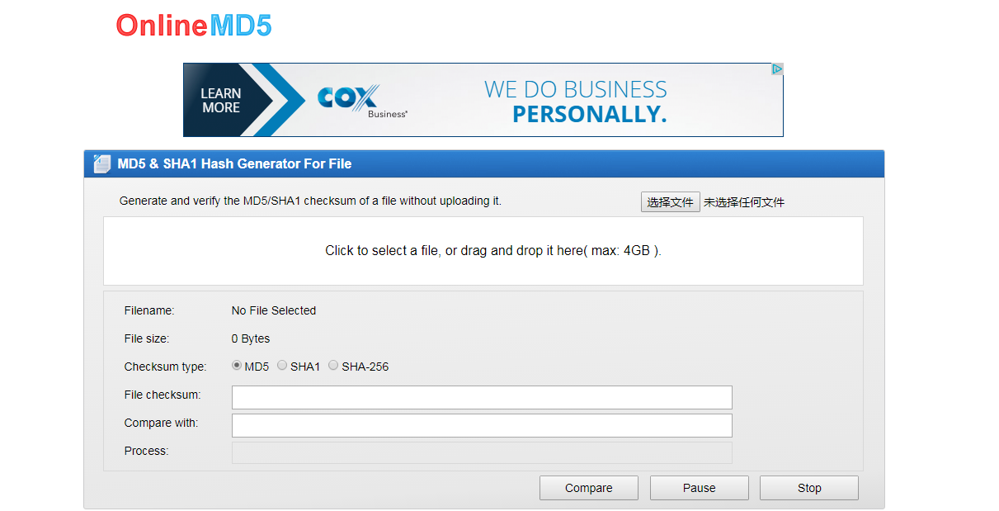 OnlineMD5
LEARN
MORE
COX
Business
WE DO BUSINESS
PERSONALLY.
MD5 & SHA1 Hash Generator For File
Generate and verify the MD5/SHA1 checksum of a file without uploading it.
选择文件 未选择任何文件
Click to select a file, or drag and drop it here( max: 4GB ).
Filename: No File Selected
File size: 0 Bytes
Checksum type: MD5 SHA1 SHA-256
File checksum:
Compare with:
Process:
Compare Pause Stop